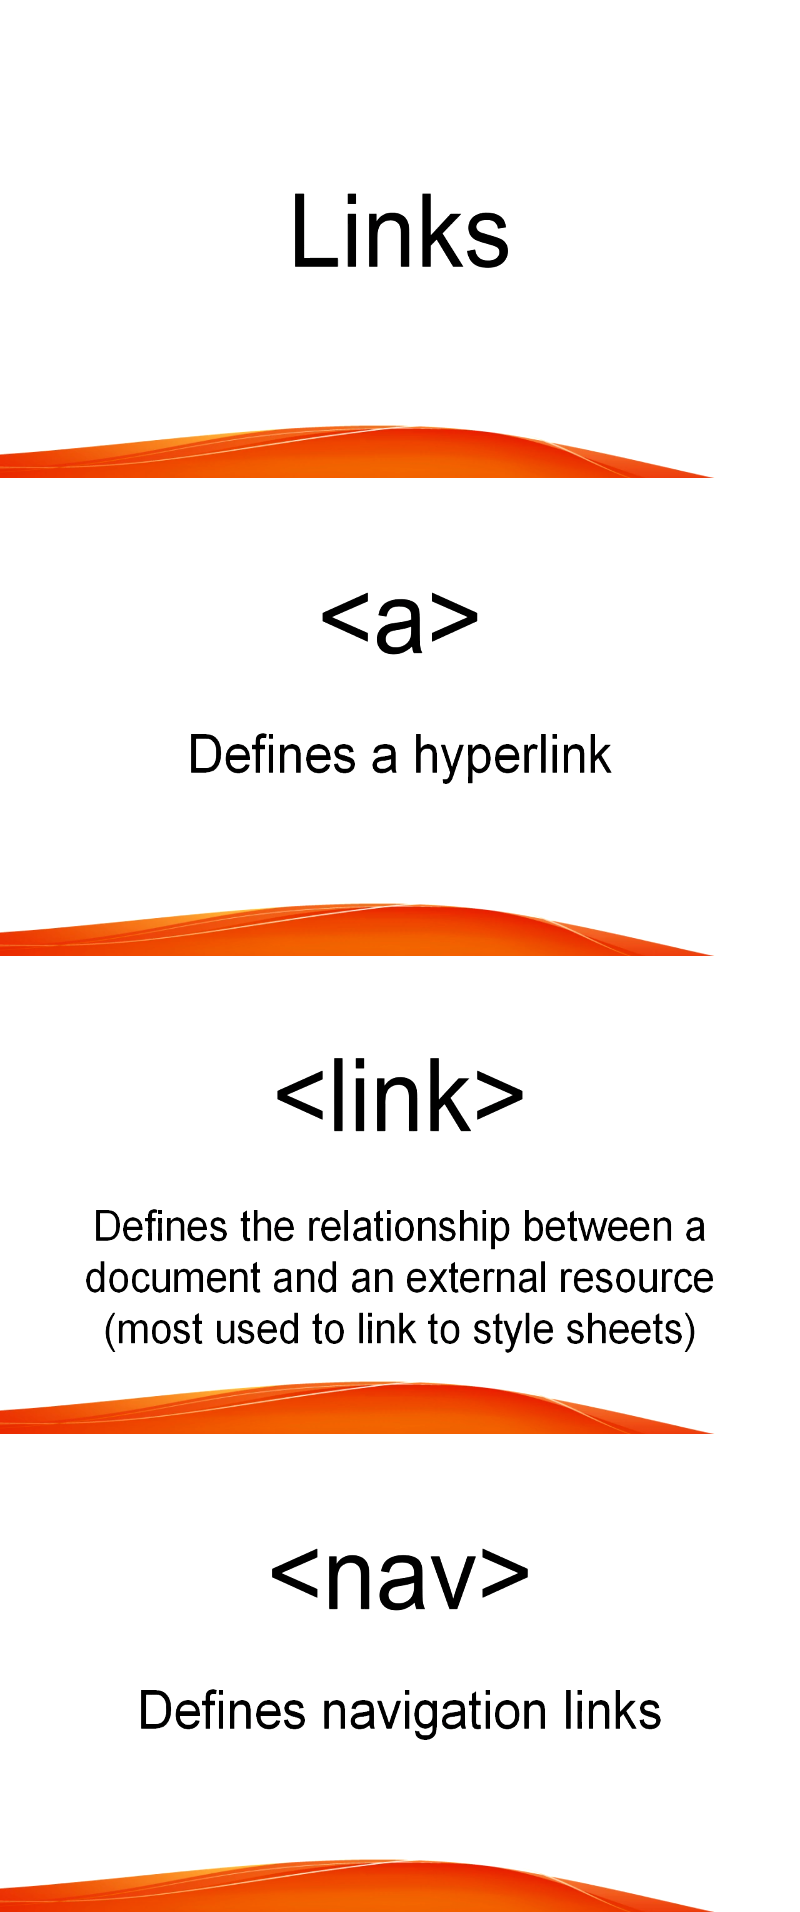 Links
<a>
Defines a hyperlink
<link>
Defines the relationship between a
document and an external resource
(most used to link to style sheets)
<nav>
Defines navigation links